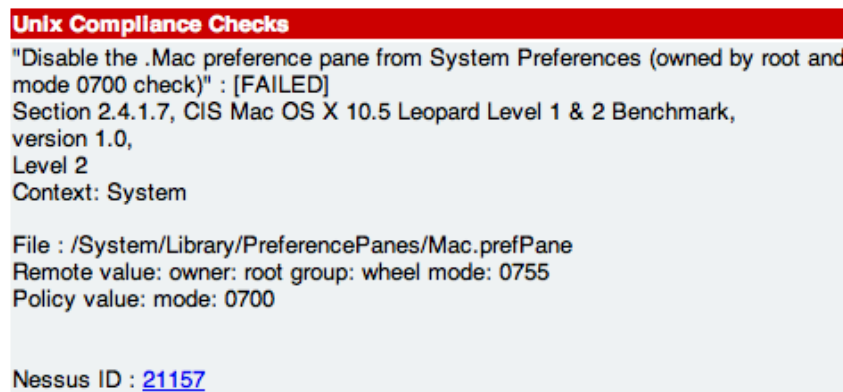 Unix Compliance Checks
"Disable the .Mac preference pane from System Preferences (owned by root and
mode 0700 check)" : [FAILED]
Section 2.4.1.7, CIS Mac OS X 10.5 Leopard Level 1 & 2 Benchmark,
version 1.0,
Level 2
Context: System
File : /System/Library/PreferencePanes/Mac.prefPane
Remote value: owner: root group: wheel mode: 0755
Policy value: mode: 0700
Nessus ID : 21157